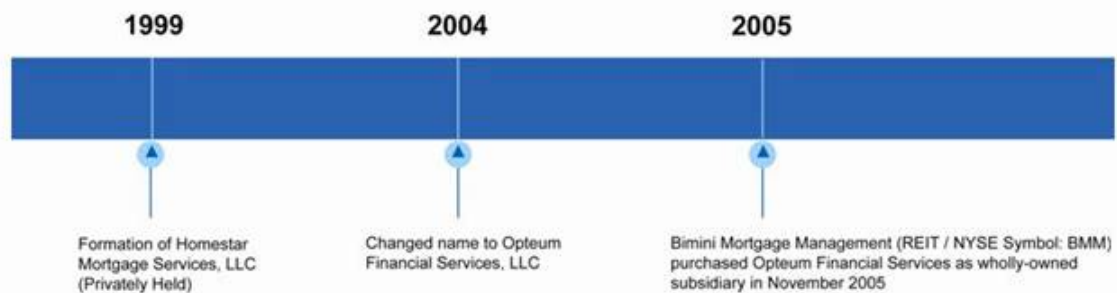 1999
2004
2005
Formation of Homestar
Mortgage Services, LLC
(Privately Held)
Changed name to Opteum
Financial Services, LLC
Bimini Mortgage Management (REIT / NYSE Symbol: BMM)
purchased Opteum Financial Services as wholly-owned
subsidiary in November 2005